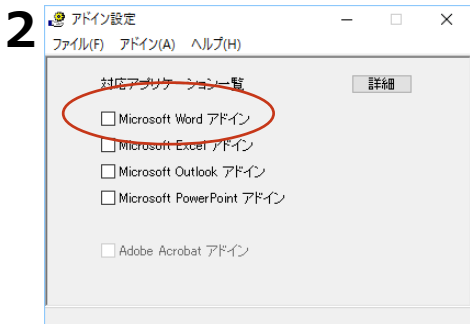 2
アドイン設定
ファイル(F) アドイン(A) ヘルプ(H)
対応アプリケーション一覧 詳細
Microsoft Word アドイン
Microsoft Excel アドイン
Microsoft Outlook アドイン
Microsoft PowerPoint アドイン
Adobe Acrobat アドイン